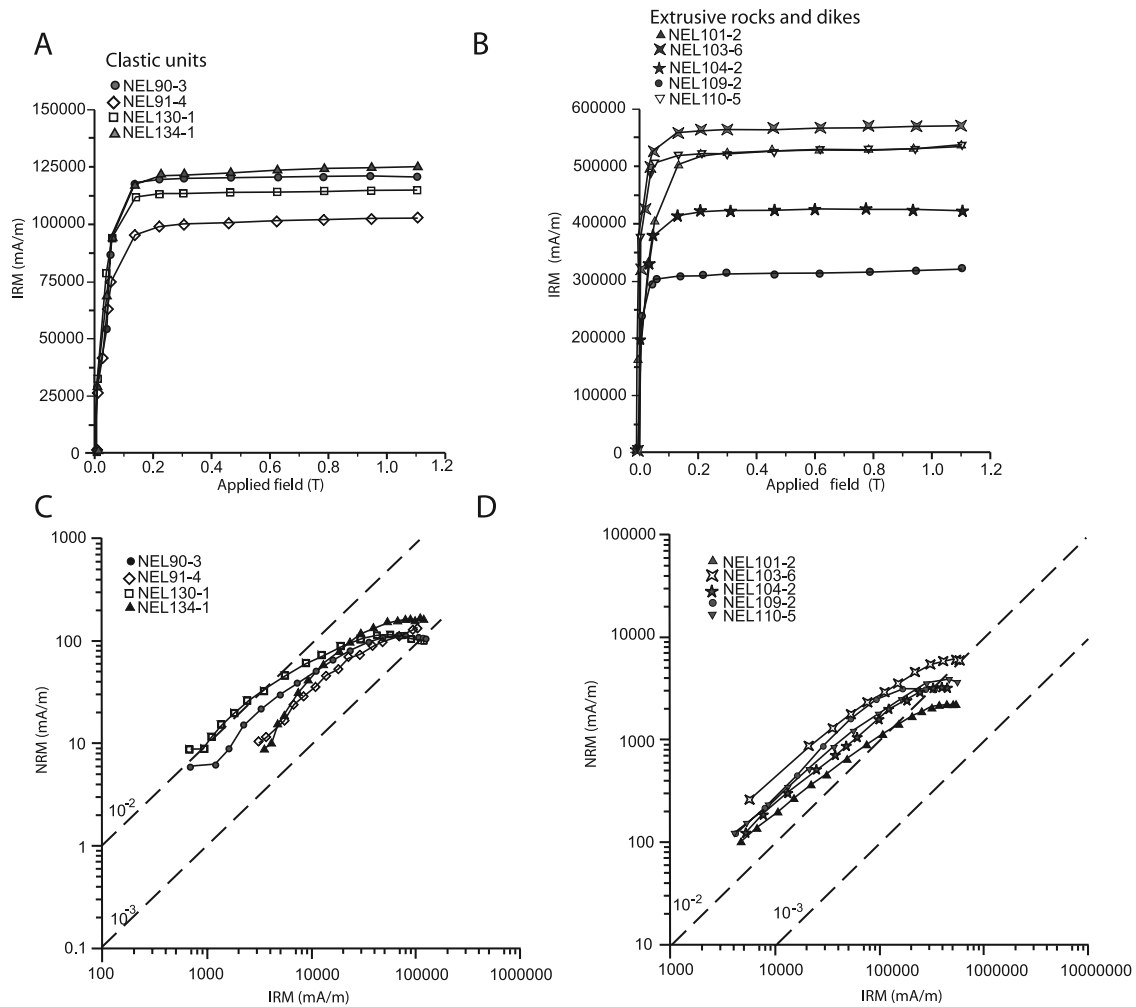 A
Clastic units
NEL90-3
NEL91-4
NEL130-1
NEL134-1
150000
125000
100000
75000
50000
25000
0
IRM (mA/m)
0.0 0.2 0.4 0.6 0.8 1.0 1.2
Applied field (T)
B
Extrusive rocks and dikes
NEL101-2
NEL103-6
NEL104-2
NEL109-2
NEL110-5
600000
500000
400000
300000
200000
100000
0
IRM (mA/m)
0.0 0.2 0.4 0.6 0.8 1.0 1.2
Applied field (T)
C
NEL90-3
NEL91-4
NEL130-1
NEL134-1
1000
100
10
1
0.1
NRM (mA/m)
10-2
10-3
100 1000 10000 100000 1000000
IRM (mA/m)
D
NEL101-2
NEL103-6
NEL104-2
NEL109-2
NEL110-5
100000
10000
1000
100
10
NRM (mA/m)
10-2
10-3
1000 10000 100000 1000000 10000000
IRM (mA/m)